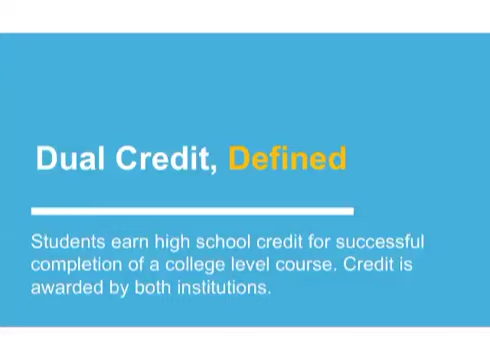 Dual Credit, Defined
Students earn high school credit for successful
completion of a college level course. Credit is
awarded by both institutions.